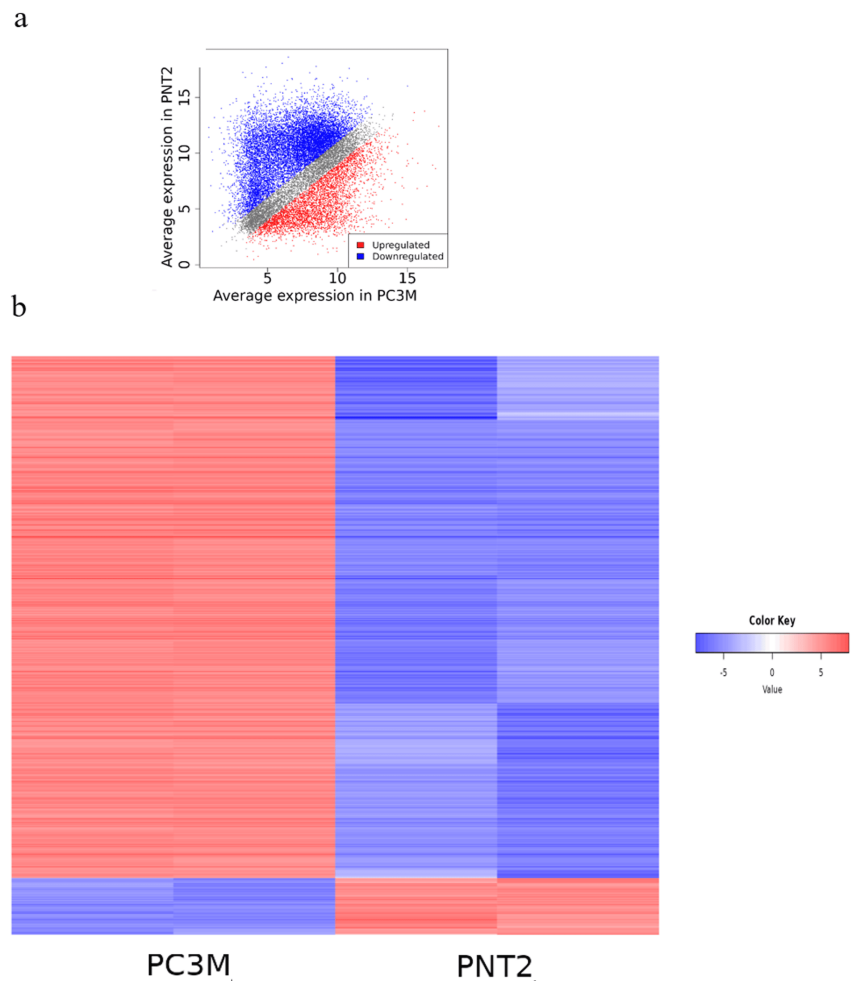 a
Average expression in PNT2
15
10
5
0
Upregulated
Downregulated
5 10 15
Average expression in PC3M
b
Color Key
-5 0 5
Value
PC3M PNT2